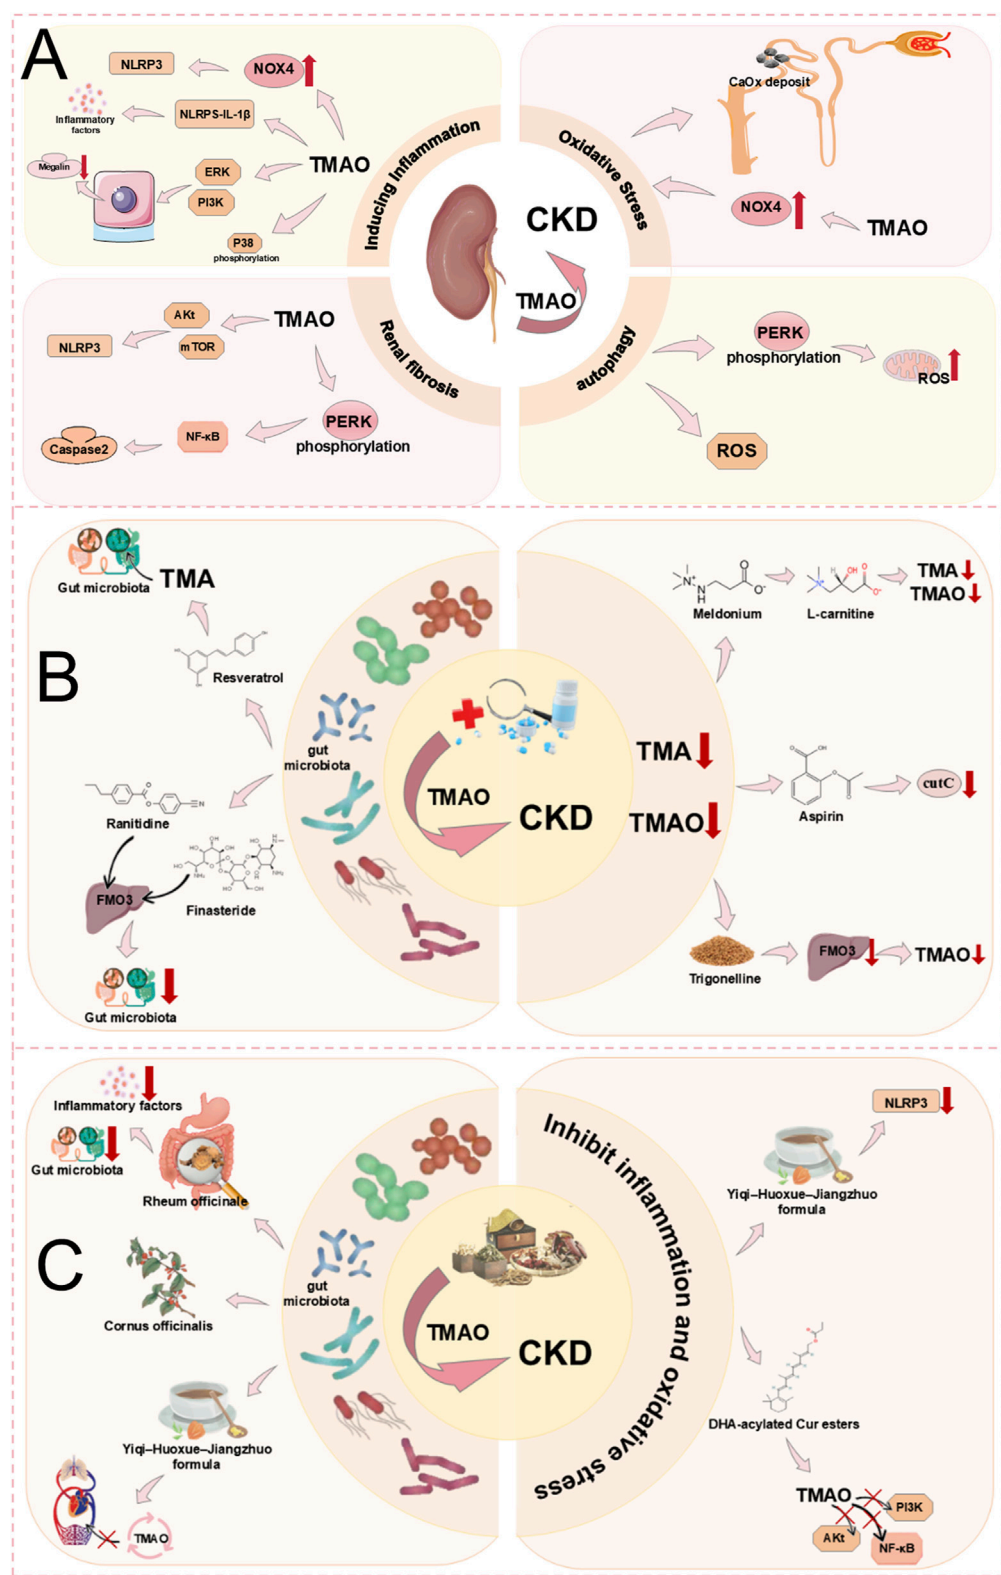 A
NLRP3
NOX4
Inflammatory
factors
NLRPS-IL-1β
TMAO
Megalin
ERK
PI3K
P38
phosphorylation
Inducing Inflammation
Oxidative Stress
CaOx deposit
NOX4
TMAO
CKD
TMAO
Renal fibrosis
autophagy
AKt
mTOR
TMAO
NLRP3
PERK
phosphorylation
NF-κB
Caspase2
PERK
phosphorylation
ROS
ROS
B
Gut microbiota
TMA
Resveratrol
gut
microbiota
Ranitidine
FMO3
Finasteride
Gut microbiota
TMAO
CKD
TMA
TMAO
Meldonium
L-carnitine
TMA
TMAO
Aspirin
cutC
Trigonelline
FMO3
TMAO
C
Inflammatory factors
Gut microbiota
Rheum officinale
gut
microbiota
Cornus officinalis
Yiqi–Huoxue–Jiangzhuo
formula
TMAO
TMAO
CKD
Inhibit inflammation and oxidative stress
NLRP3
Yiqi–Huoxue–Jiangzhuo
formula
DHA-acylated Cur esters
TMAO
PI3K
AKt
NF-κB